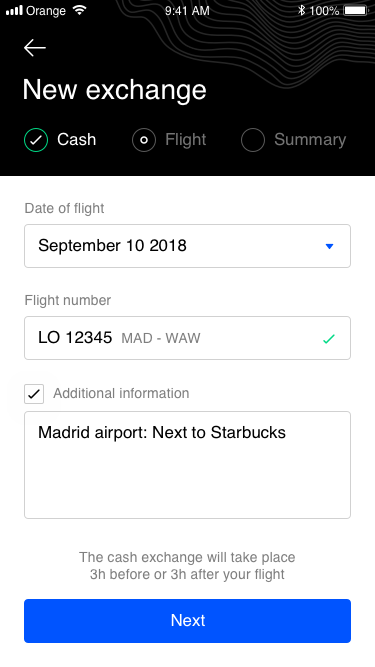 Orange 9:41 AM 100%
New exchange
Cash Flight Summary
Date of flight
September 10 2018
Flight number
LO 12345 MAD - WAW
Additional information
Madrid airport: Next to Starbucks
The cash exchange will take place
3h before or 3h after your flight
Next